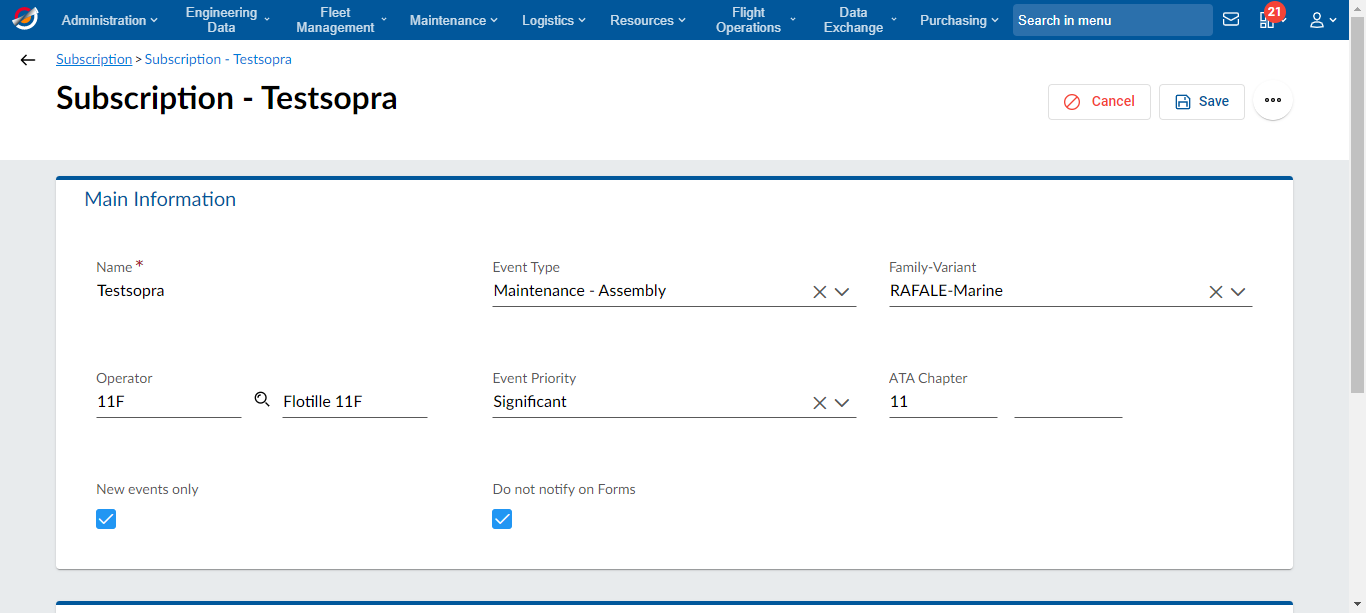 Administration
Engineering Data
Fleet Management
Maintenance
Logistics
Resources
Flight Operations
Data Exchange
Purchasing
Search in menu
21
Subscription > Subscription - Testsopra
Subscription - Testsopra
Cancel
Save
Main Information
Name *
Testsopra
Event Type
Maintenance - Assembly
Family-Variant
RAFALE-Marine
Operator
11F
Flotille 11F
Event Priority
Significant
ATA Chapter
11
New events only
Do not notify on Forms